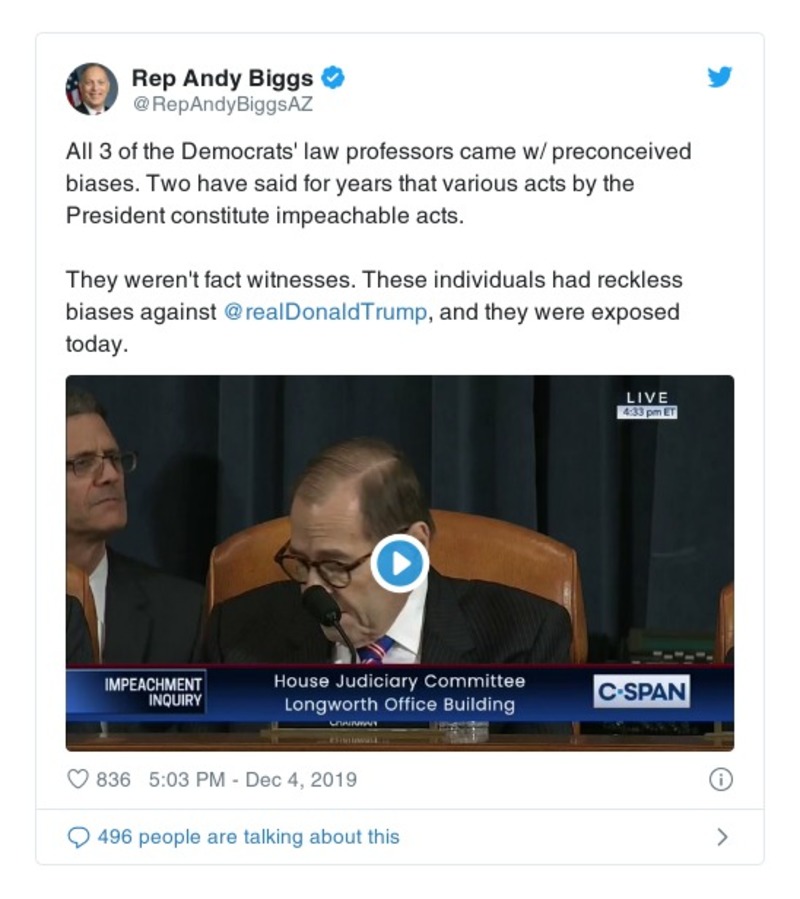 Rep Andy Biggs
@RepAndyBiggsAZ
All 3 of the Democrats' law professors came w/ preconceived
biases. Two have said for years that various acts by the
President constitute impeachable acts.
They weren't fact witnesses. These individuals had reckless
biases against @realDonaldTrump, and they were exposed
today.
LIVE
4:33 pm ET
IMPEACHMENT
INQUIRY
House Judiciary Committee
Longworth Office Building
C-SPAN
CHAIRMAN
836 5:03 PM - Dec 4, 2019
496 people are talking about this